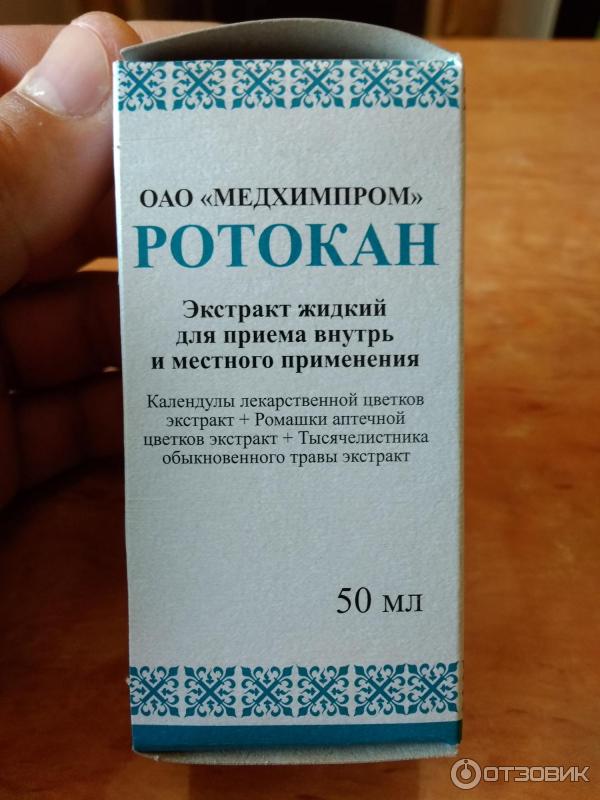 ОАО «МЕДХИМПРОМ»
РОТОКАН
Экстракт жидкий
для приема внутрь
и местного применения
Календулы лекарственной цветков
экстракт + Ромашки аптечной
цветков экстракт + Тысячелистника
обыкновенного травы экстракт
50 мл
ОТЗОВИК